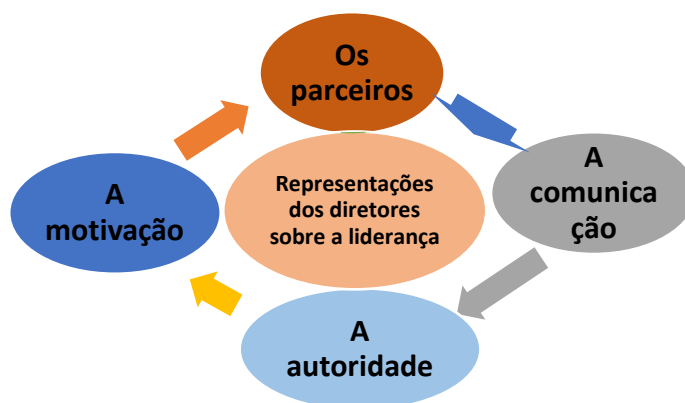 Os
parceiros
A
comunica
ção
Representações
dos diretores
sobre a liderança
A
motivação
A
autoridade